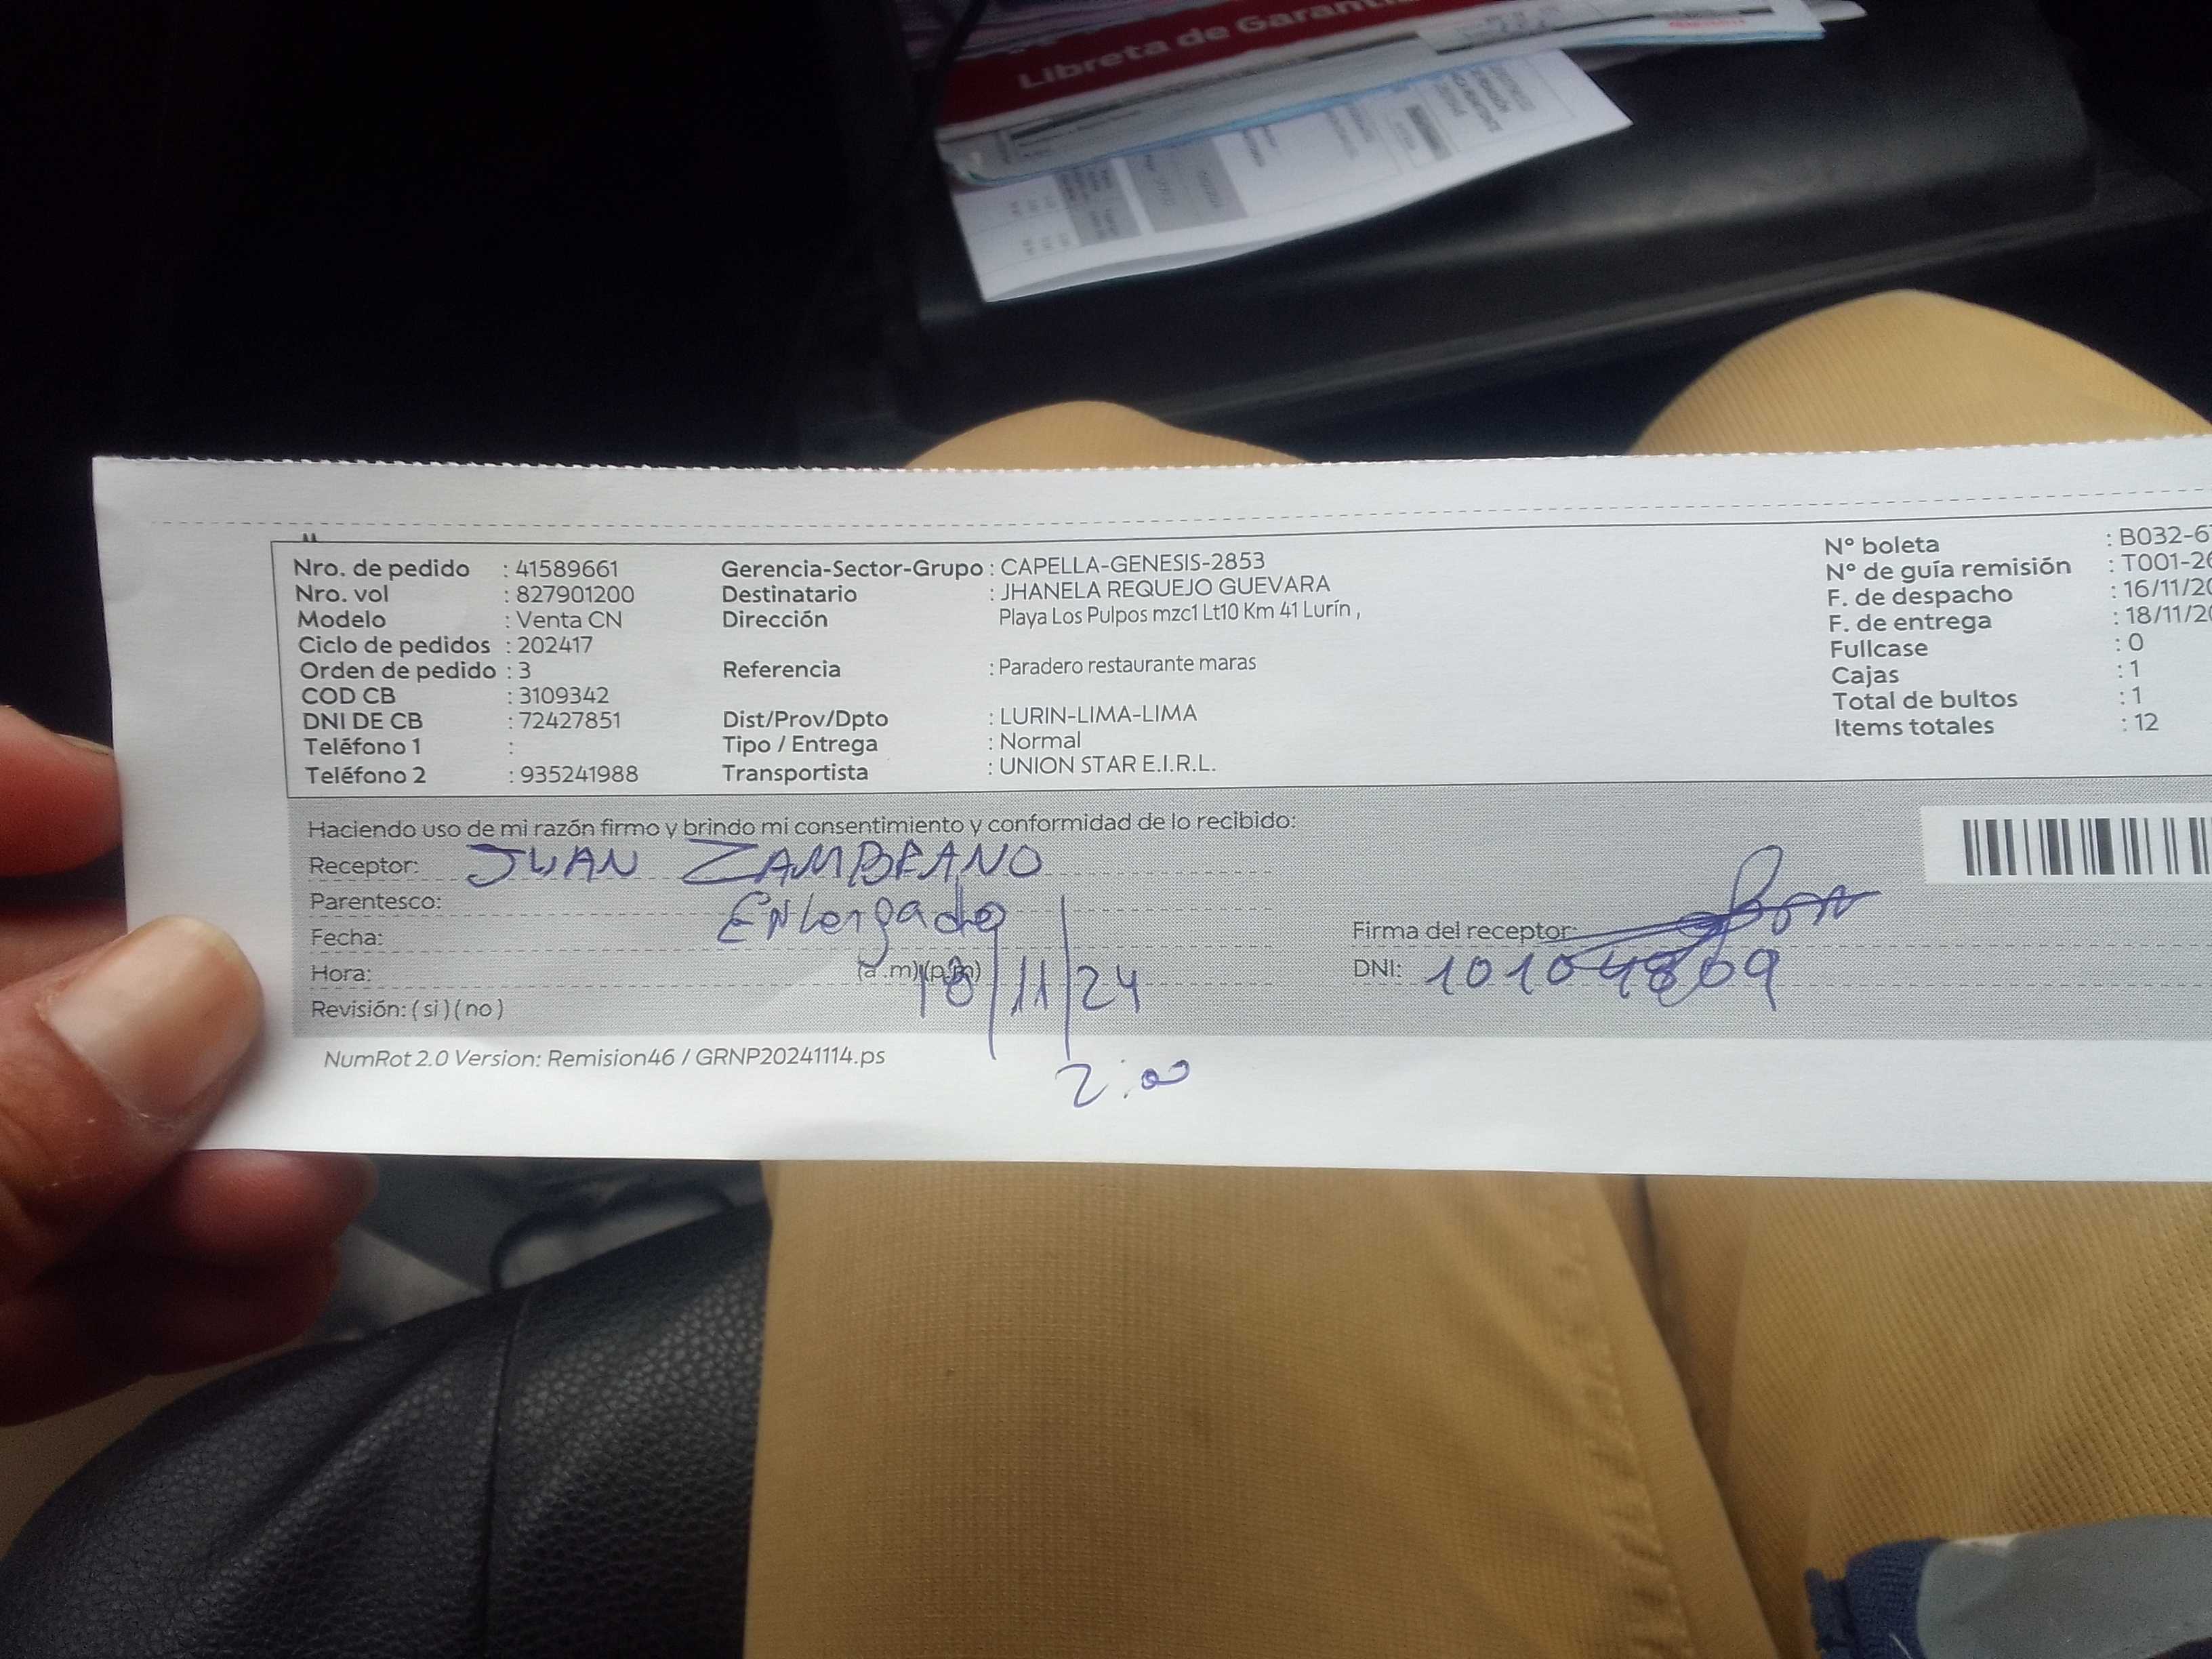 Libreta de Garantí
Nro. de pedido : 41589661
Nro. vol : 827901200
Modelo : Venta CN
Ciclo de pedidos : 202417
Orden de pedido : 3
COD CB : 3109342
DNI DE CB : 72427851
Teléfono 1 :
Teléfono 2 : 935241988
Gerencia-Sector-Grupo : CAPELLA-GENESIS-2853
Destinatario : JHANELA REQUEJO GUEVARA
Dirección Playa Los Pulpos mzc1 Lt10 Km 41 Lurín ,
Referencia : Paradero restaurante maras
Dist/Prov/Dpto : LURIN-LIMA-LIMA
Tipo / Entrega : Normal
Transportista : UNION STAR E.I.R.L.
N° boleta : B032-6
N° de guía remisión : T001-26
F. de despacho : 16/11/20
F. de entrega : 18/11/20
Fullcase : 0
Cajas : 1
Total de bultos : 1
Items totales : 12
Haciendo uso de mi razón firmo y brindo mi consentimiento y conformidad de lo recibido:
Receptor: JUAN ZAMBRANO
Parentesco: Encergado
Fecha:
Hora: (a .m)(p.m) 18/11/24
Revisión: ( si ) ( no )
2:00
Firma del receptor:
DNI: 10104869
NumRot 2.0 Version: Remision46 / GRNP20241114.ps